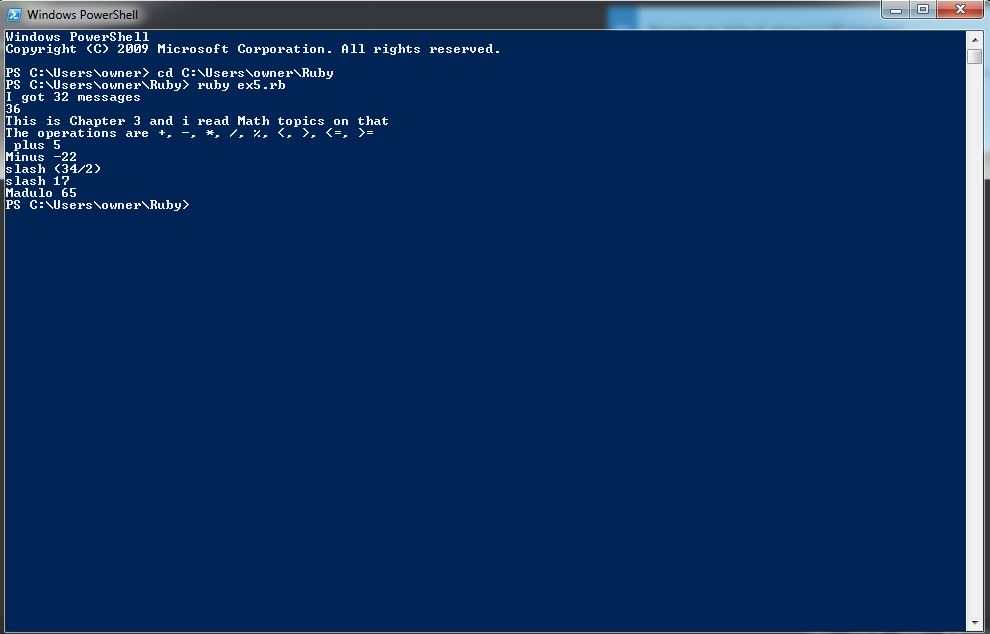 Windows PowerShell
Windows PowerShell
Copyright (C) 2009 Microsoft Corporation. All rights reserved.
PS C:\Users\owner> cd C:\Users\owner\Ruby
PS C:\Users\owner\Ruby> ruby ex5.rb
I got 32 messages
36
This is Chapter 3 and i read Math topics on that
The operations are +, -, *, /, %, <, >, <=, >=
 plus 5
Minus -22
slash (34/2)
slash 17
Madulo 65
PS C:\Users\owner\Ruby>